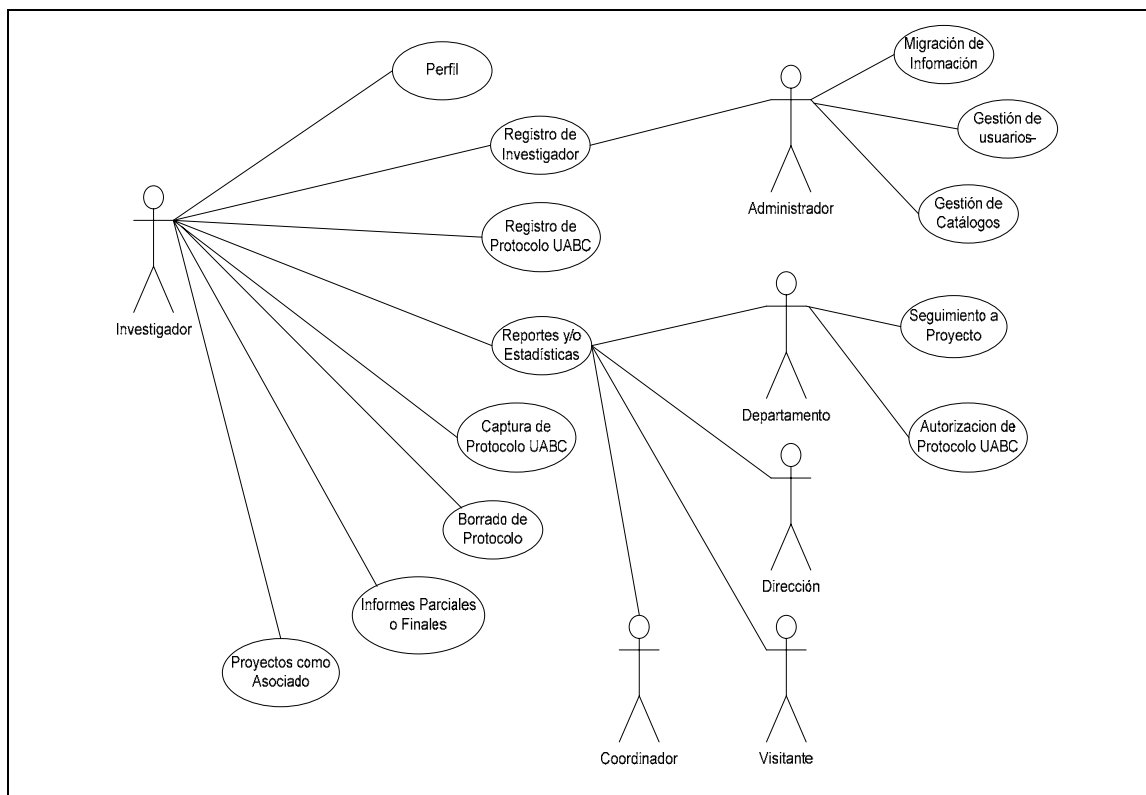 Perfil
Migración de
Infornación
Registro de
Investigador
Gestión de
usuarios
Administrador
Gestión de
Catálogos
Investigador
Registro de
Protocolo UABC
Reportes y/o
Estadísticas
Seguimiento a
Proyecto
Departamento
Autorizacion de
Protocolo UABC
Captura de
Protocolo UABC
Borrado de
Protocolo
Dirección
Informes Parciales
o Finales
Proyectos como
Asociado
Coordinador
Visitante